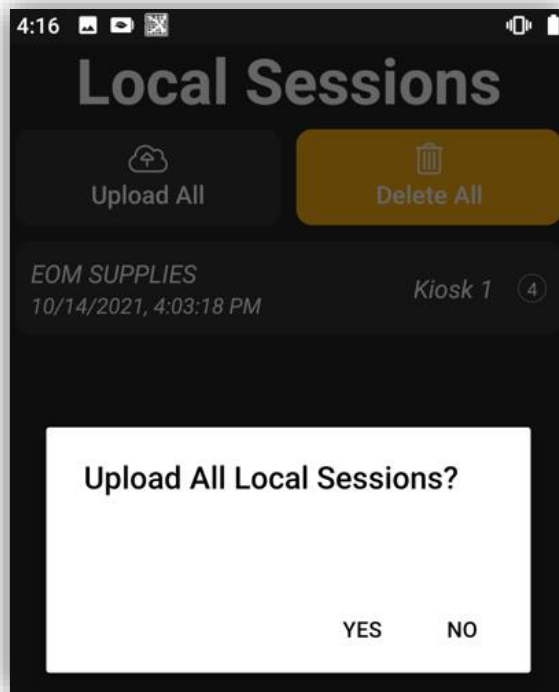 4:16
Local Sessions
Upload All
Delete All
EOM SUPPLIES
10/14/2021, 4:03:18 PM
Kiosk 1
4
Upload All Local Sessions?
YES
NO